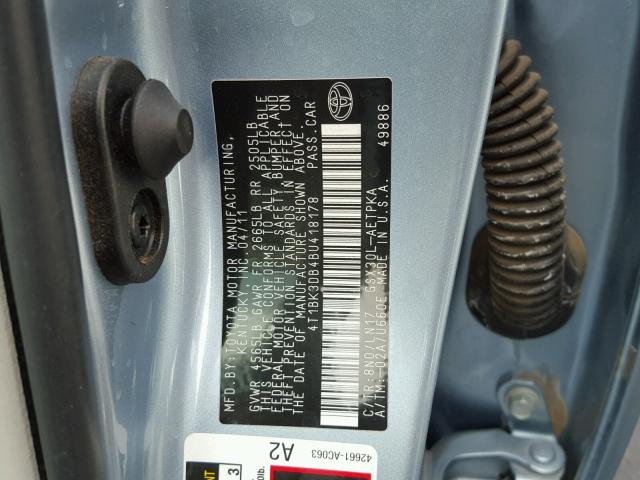 MFD.BY:TOYOTA MOTOR MANUFACTURING,
KENTUCKY INC. 04/11
GVWR 4565LB GAWR FR 2665LB RR 2505LB
THIS VEHICLE CONFORMS TO ALL APPLICABLE
FEDERAL MOTOR VEHICLE SAFETY, BUMPER, AND
THEFT PREVENTION STANDARDS IN EFFECT ON
THE DATE OF MANUFACTURE SHOWN ABOVE.
4T1BK3DB4BU418178 PASS.CAR
C/TR:8N0/LN17 GSX30L-AETPKA
A/TM:-02A/U660E MADE IN U.S.A. 49886
42661-AC063
A2
3